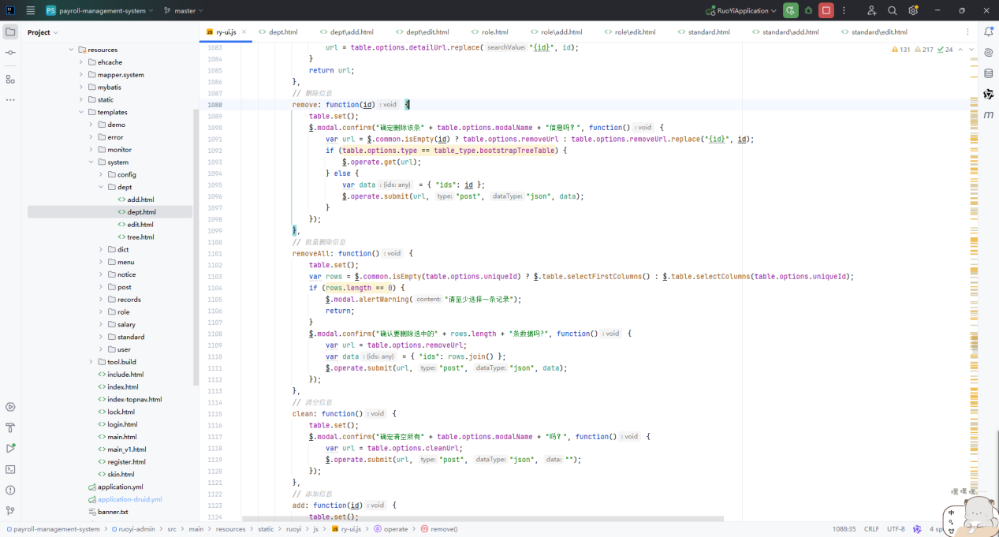 PS payroll-management-system master RuoYiApplication
Project
ry-ui.js dept.html dept\add.html dept\edit.html role.html role\add.html role\edit.html standard.html standard\add.html standard\edit.html
resources
ehcache
mapper.system
mybatis
static
templates
demo
error
monitor
system
config
dept
add.html
dept.html
edit.html
tree.html
dict
menu
notice
post
records
role
salary
standard
user
tool.build
include.html
index.html
index-topnav.html
lock.html
login.html
main.html
main_v1.html
register.html
skin.html
application.yml
application-druid.yml
banner.txt
131 217 24
1083 url = table.options.detailUrl.replace( searchValue: "{id}", id);
1084 }
1085 return url;
1086 },
1087 // 删除信息
1088 remove: function(id) : void {
1089 table.set();
1090 $.modal.confirm("确定删除该条" + table.options.modalName + "信息吗？", function() : void {
1091 var url = $.common.isEmpty(id) ? table.options.removeUrl : table.options.removeUrl.replace("{id}", id);
1092 if (table.options.type == table_type.bootstrapTreeTable) {
1093 $.operate.get(url);
1094 } else {
1095 var data : {ids: any} = { "ids": id };
1096 $.operate.submit(url, type: "post", dataType: "json", data);
1097 }
1098 });
1099 },
1100 // 批量删除信息
1101 removeAll: function() : void {
1102 table.set();
1103 var rows = $.common.isEmpty(table.options.uniqueId) ? $.table.selectFirstColumns() : $.table.selectColumns(table.options.uniqueId);
1104 if (rows.length == 0) {
1105 $.modal.alertWarning( content: "请至少选择一条记录");
1106 return;
1107 }
1108 $.modal.confirm("确认要删除选中的" + rows.length + "条数据吗?", function() : void {
1109 var url = table.options.removeUrl;
1110 var data : {ids: any} = { "ids": rows.join() };
1111 $.operate.submit(url, type: "post", dataType: "json", data);
1112 });
1113 },
1114 // 清空信息
1115 clean: function() : void {
1116 table.set();
1117 $.modal.confirm("确定清空所有" + table.options.modalName + "吗？", function() : void {
1118 var url = table.options.cleanUrl;
1119 $.operate.submit(url, type: "post", dataType: "json", data: "");
1120 });
1121 },
1122 // 添加信息
1123 add: function(id) : void {
1124 table.set();
嘿 嘿 嘿
中
payroll-management-system > ruoyi-admin > src > main > resources > static > ruoyi > js > ry-ui.js > operate > remove() 1088:35 CRLF UTF-8 4 sp